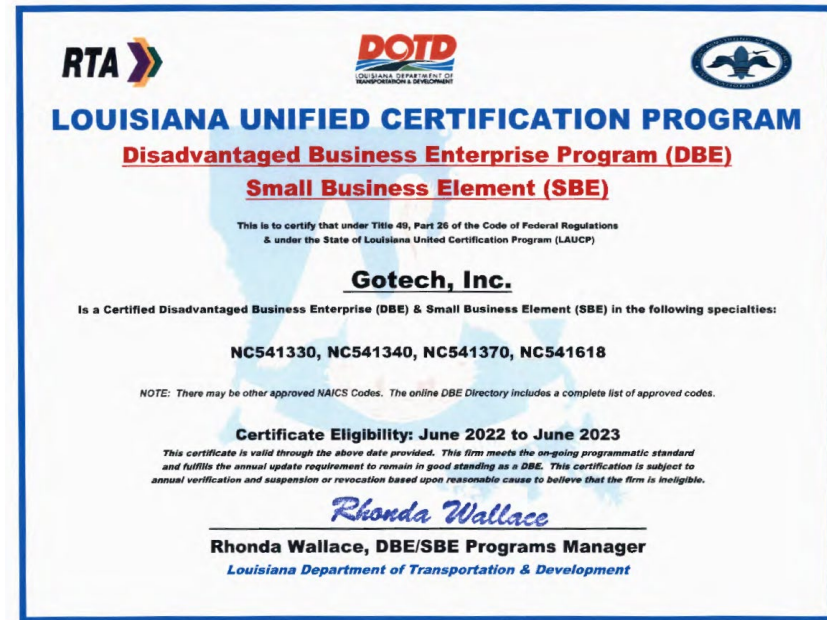 RTA
DOTD
LOUISIANA DEPARTMENT OF
TRANSPORTATION & DEVELOPMENT
LOUISIANA UNIFIED CERTIFICATION PROGRAM
Disadvantaged Business Enterprise Program (DBE)
Small Business Element (SBE)
This is to certify that under Title 49, Part 26 of the Code of Federal Regulations
& under the State of Louisiana United Certification Program (LAUCP)
Gotech, Inc.
Is a Certified Disadvantaged Business Enterprise (DBE) & Small Business Element (SBE) in the following specialties:
NC541330, NC541340, NC541370, NC541618
NOTE: There may be other approved NAICS Codes. The online DBE Directory includes a complete list of approved codes.
Certificate Eligibility: June 2022 to June 2023
This certificate is valid through the above date provided. This firm meets the on-going programmatic standard
and fulfills the annual update requirement to remain in good standing as a DBE. This certification is subject to
annual verification and suspension or revocation based upon reasonable cause to believe that the firm is ineligible.
Rhonda Wallace
Rhonda Wallace, DBE/SBE Programs Manager
Louisiana Department of Transportation & Development